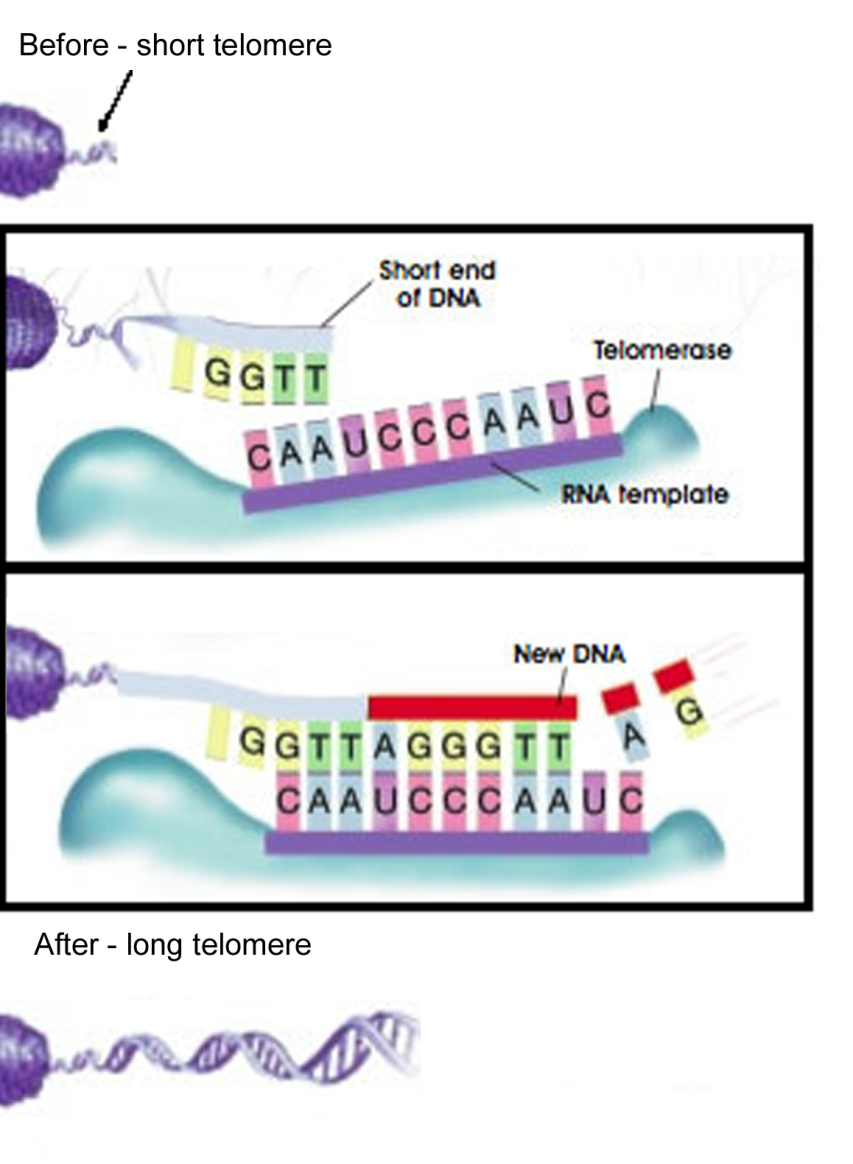 Before - short telomere
Short end
of DNA
GGTT
Telomerase
CAAUCCCAAUC
RNA template
New DNA
GGTTAGGGTT
A
G
CAAUCCCAAUC
After - long telomere